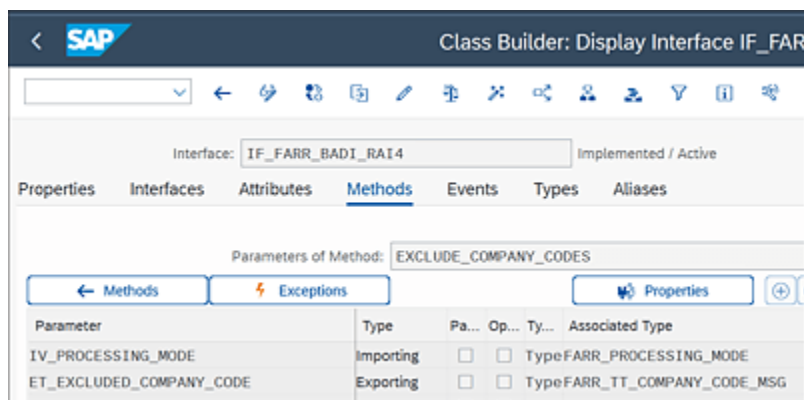 SAP
Class Builder: Display Interface IF_FAR
Interface: IF_FARR_BADI_RAI4 Implemented / Active
Properties Interfaces Attributes Methods Events Types Aliases
Parameters of Method: EXCLUDE_COMPANY_CODES
Methods Exceptions Properties
Parameter Type Pa... Op... Ty... Associated Type
IV_PROCESSING_MODE Importing Type FARR_PROCESSING_MODE
ET_EXCLUDED_COMPANY_CODE Exporting Type FARR_TT_COMPANY_CODE_MSG